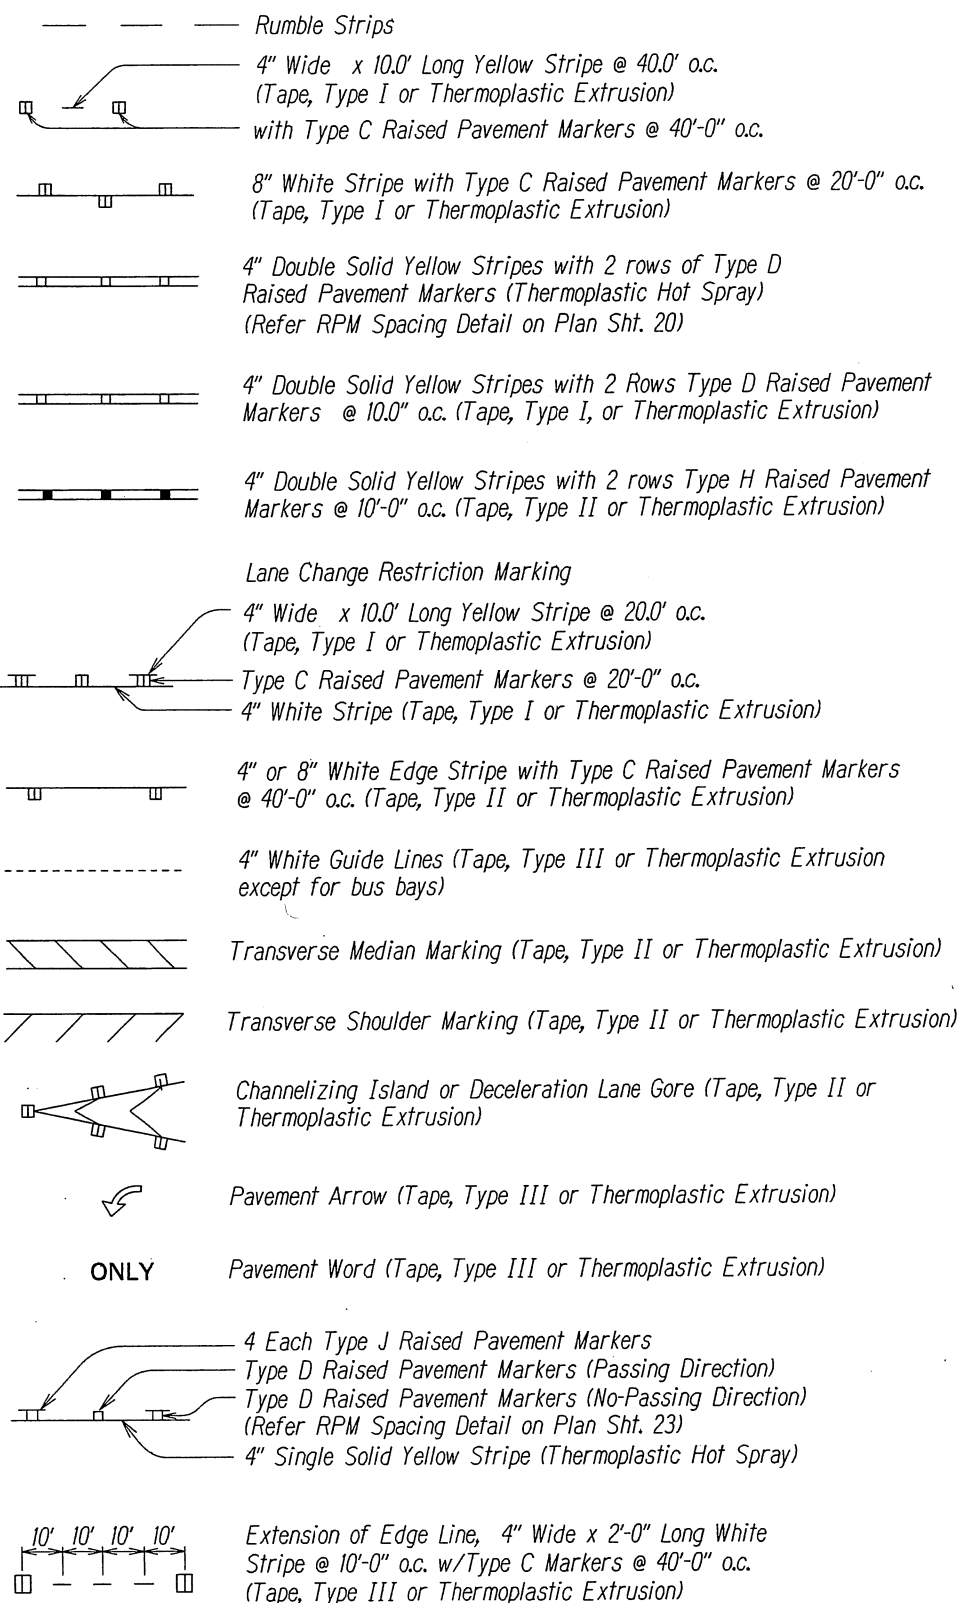 Rumble Strips
4" Wide x 10.0' Long Yellow Stripe @ 40.0' o.c.
(Tape, Type I or Thermoplastic Extrusion)
with Type C Raised Pavement Markers @ 40'-0" o.c.
8" White Stripe with Type C Raised Pavement Markers @ 20'-0" o.c.
(Tape, Type I or Thermoplastic Extrusion)
4" Double Solid Yellow Stripes with 2 rows of Type D
Raised Pavement Markers (Thermoplastic Hot Spray)
(Refer RPM Spacing Detail on Plan Sht. 20)
4" Double Solid Yellow Stripes with 2 Rows Type D Raised Pavement
Markers @ 10.0" o.c. (Tape, Type I, or Thermoplastic Extrusion)
4" Double Solid Yellow Stripes with 2 rows Type H Raised Pavement
Markers @ 10'-0" o.c. (Tape, Type II or Thermoplastic Extrusion)
Lane Change Restriction Marking
4" Wide x 10.0' Long Yellow Stripe @ 20.0' o.c.
(Tape, Type I or Themoplastic Extrusion)
Type C Raised Pavement Markers @ 20'-0" o.c.
4" White Stripe (Tape, Type I or Thermoplastic Extrusion)
4" or 8" White Edge Stripe with Type C Raised Pavement Markers
@ 40'-0" o.c. (Tape, Type II or Thermoplastic Extrusion)
4" White Guide Lines (Tape, Type III or Thermoplastic Extrusion
except for bus bays)
Transverse Median Marking (Tape, Type II or Thermoplastic Extrusion)
Transverse Shoulder Marking (Tape, Type II or Thermoplastic Extrusion)
Channelizing Island or Deceleration Lane Gore (Tape, Type II or
Thermoplastic Extrusion)
Pavement Arrow (Tape, Type III or Thermoplastic Extrusion)
ONLY Pavement Word (Tape, Type III or Thermoplastic Extrusion)
4 Each Type J Raised Pavement Markers
Type D Raised Pavement Markers (Passing Direction)
Type D Raised Pavement Markers (No-Passing Direction)
(Refer RPM Spacing Detail on Plan Sht. 23)
4" Single Solid Yellow Stripe (Thermoplastic Hot Spray)
10' 10' 10' 10'
Extension of Edge Line, 4" Wide x 2'-0" Long White
Stripe @ 10'-0" o.c. w/Type C Markers @ 40'-0" o.c.
(Tape, Type III or Thermoplastic Extrusion)